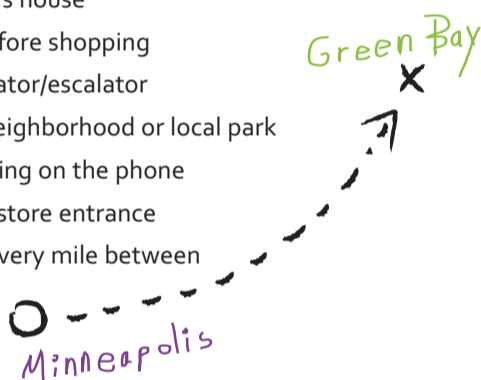 s house
fore shopping
Green Bay
ator/escalator
eighborhood or local park
ing on the phone
store entrance
very mile between
Minneapolis